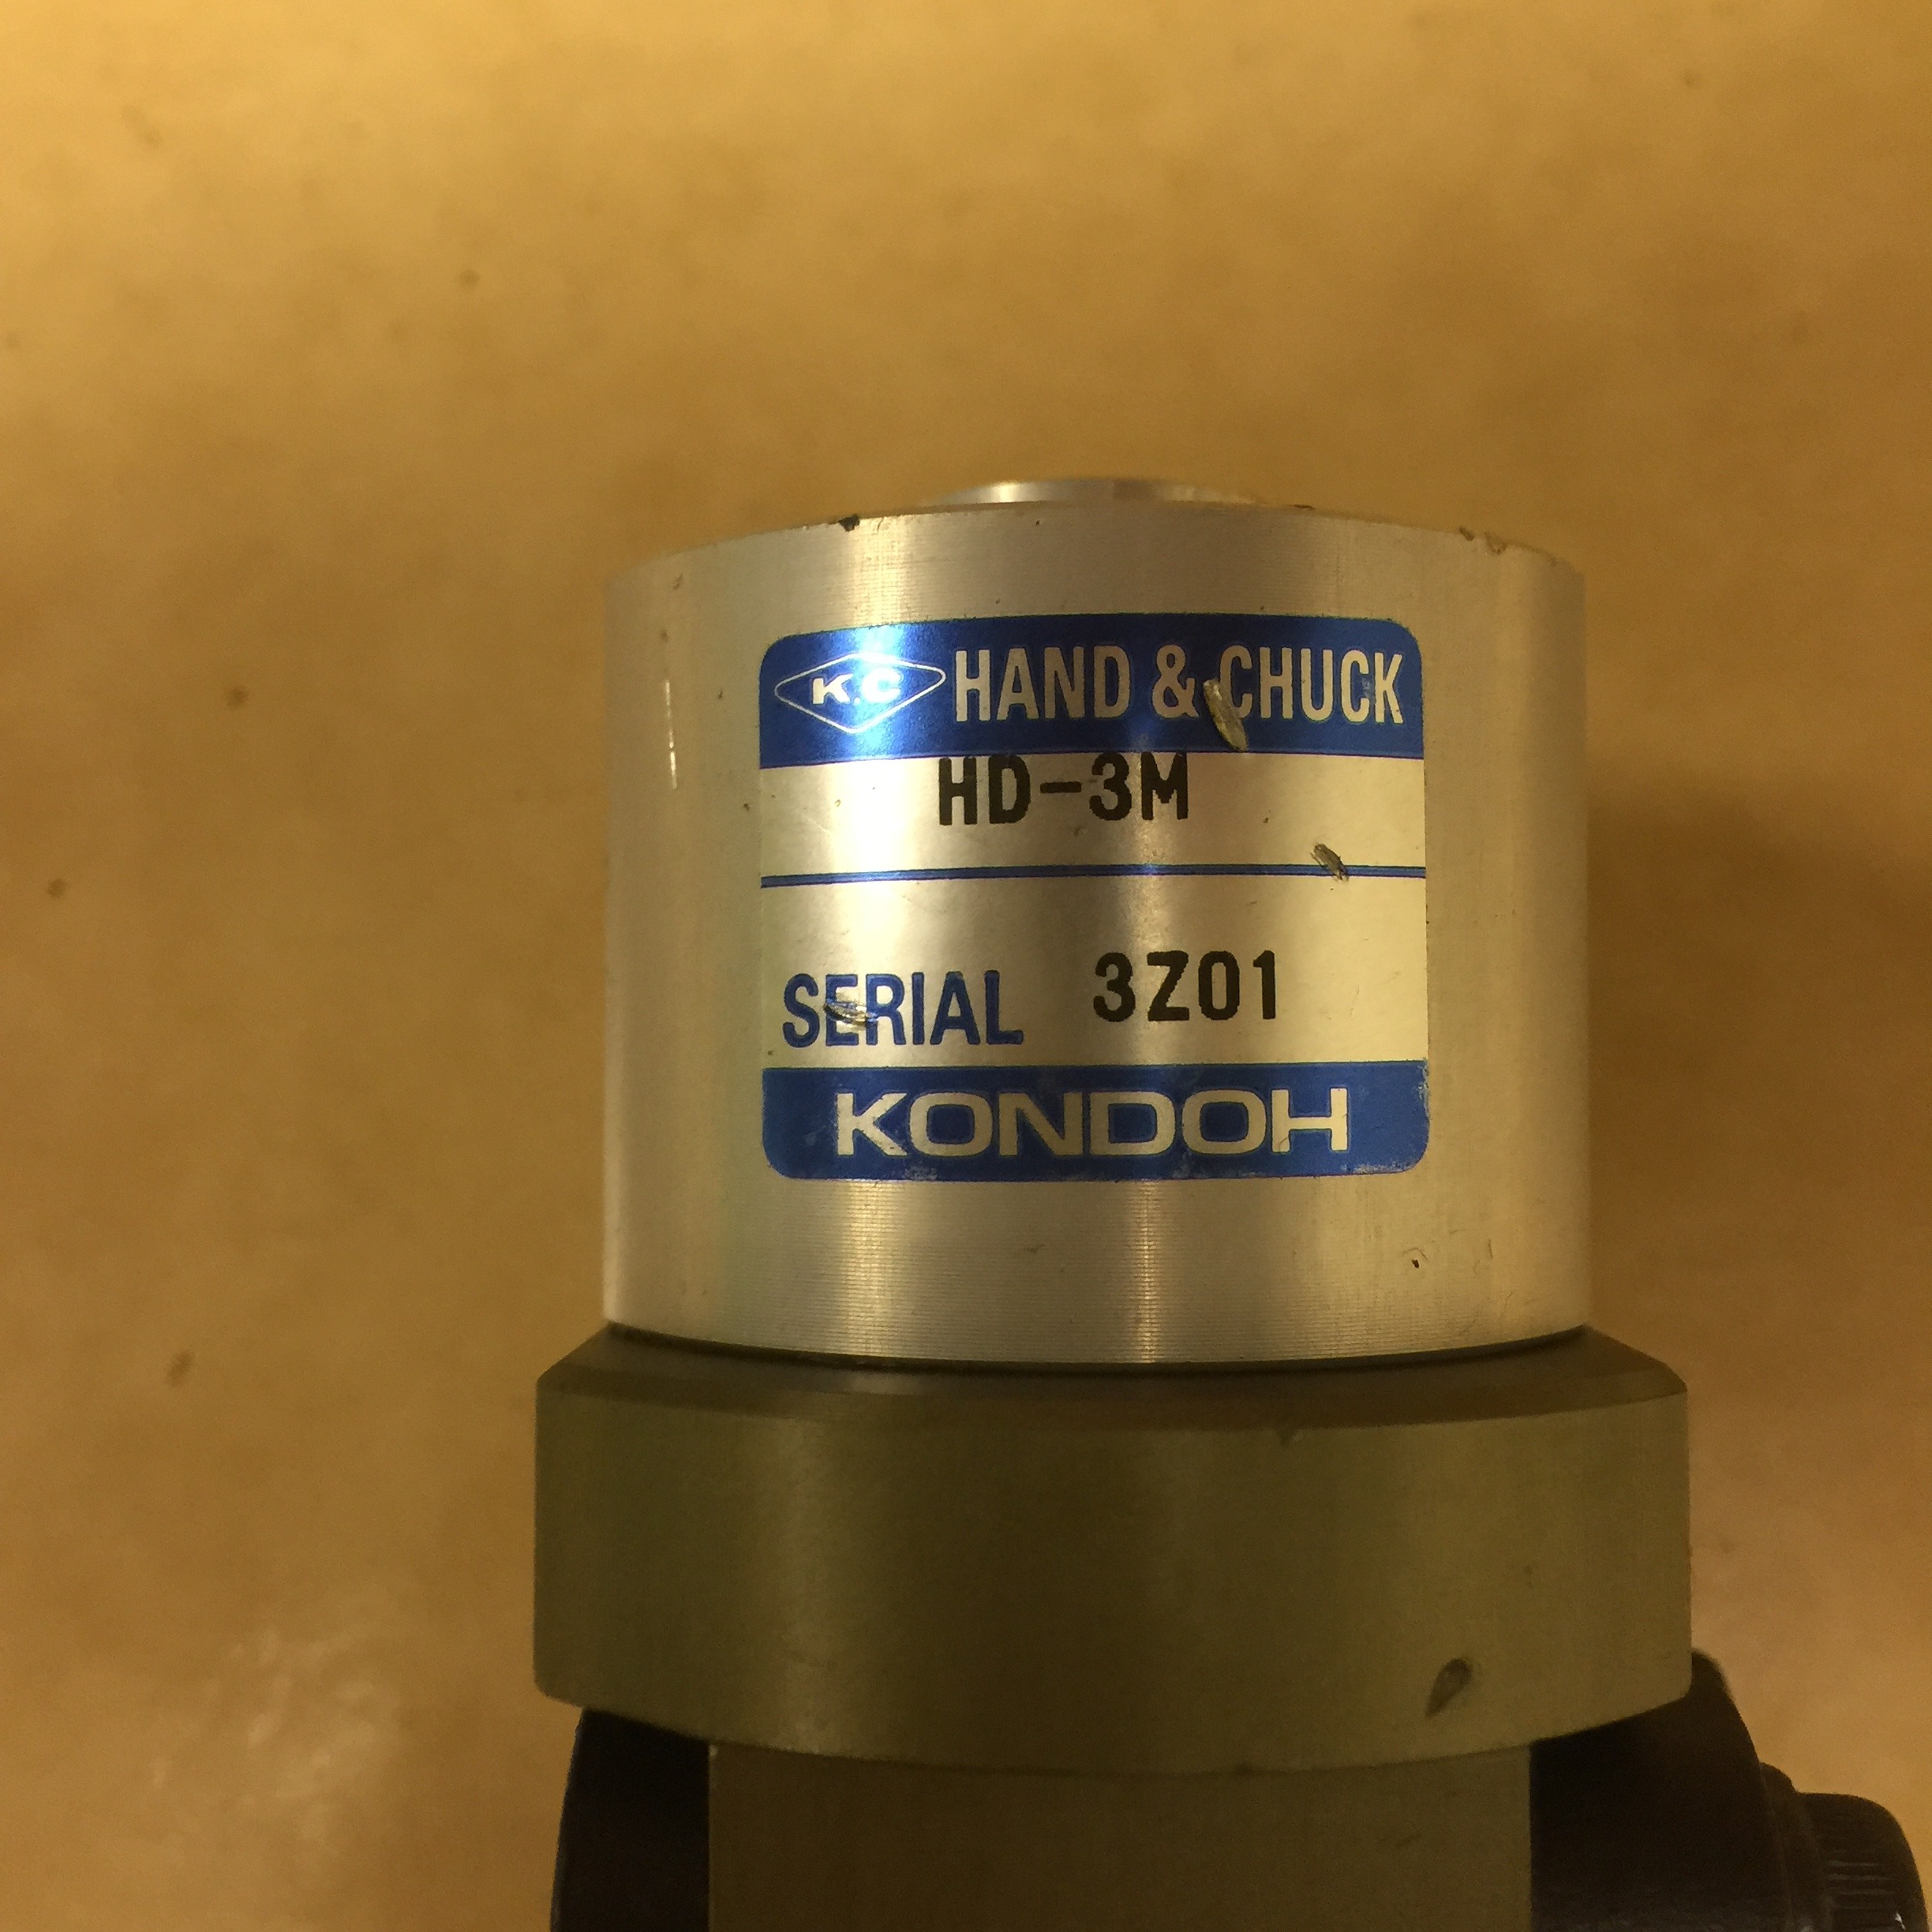 K.C HAND & CHUCK
HD-3M
SERIAL 3Z01
KONDOH